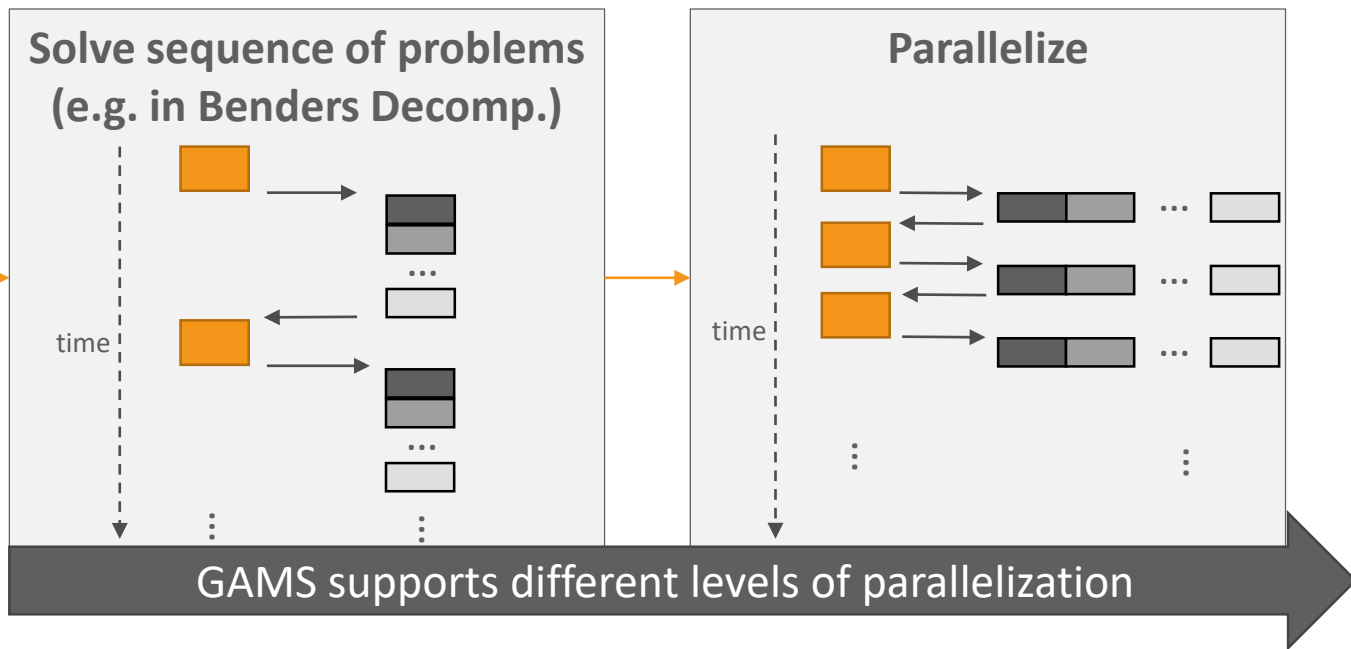 Solve sequence of problems
(e.g. in Benders Decomp.)
time
...
...
...
...
Parallelize
time
...
...
...
...
...
GAMS supports different levels of parallelization